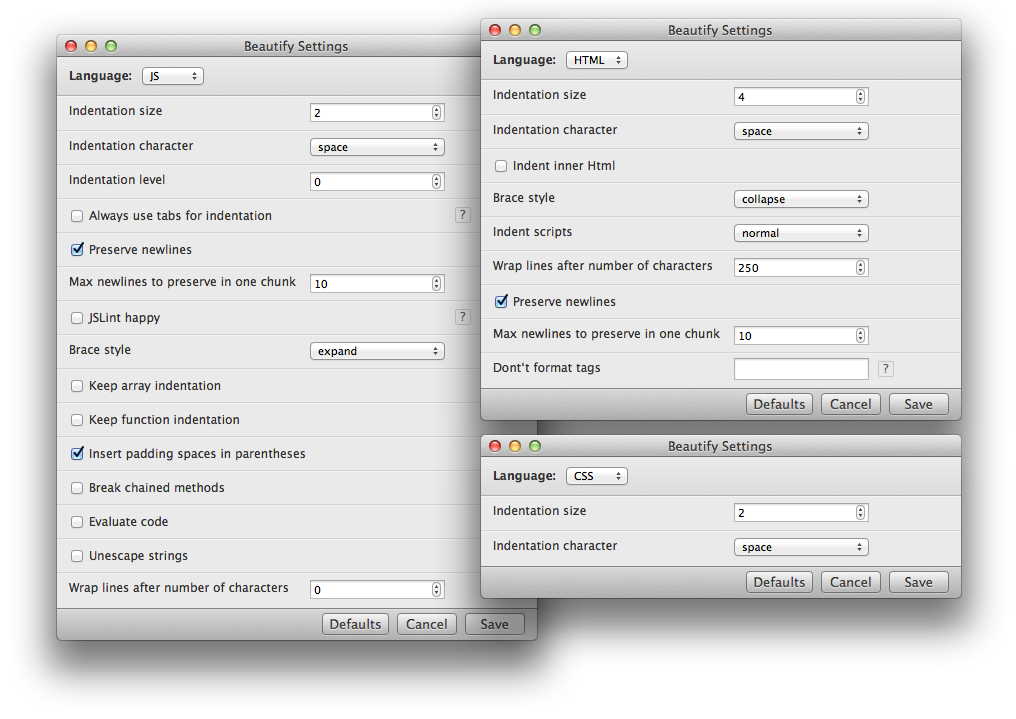 Beautify Settings
Language: JS
Indentation size 2
Indentation character space
Indentation level 0
Always use tabs for indentation ?
Preserve newlines
Max newlines to preserve in one chunk 10
JSLint happy ?
Brace style expand
Keep array indentation
Keep function indentation
Insert padding spaces in parentheses
Break chained methods
Evaluate code
Unescape strings
Wrap lines after number of characters 0
Defaults Cancel Save
Beautify Settings
Language: HTML
Indentation size 4
Indentation character space
Indent inner Html
Brace style collapse
Indent scripts normal
Wrap lines after number of characters 250
Preserve newlines
Max newlines to preserve in one chunk 10
Dont't format tags ?
Defaults Cancel Save
Beautify Settings
Language: CSS
Indentation size 2
Indentation character space
Defaults Cancel Save